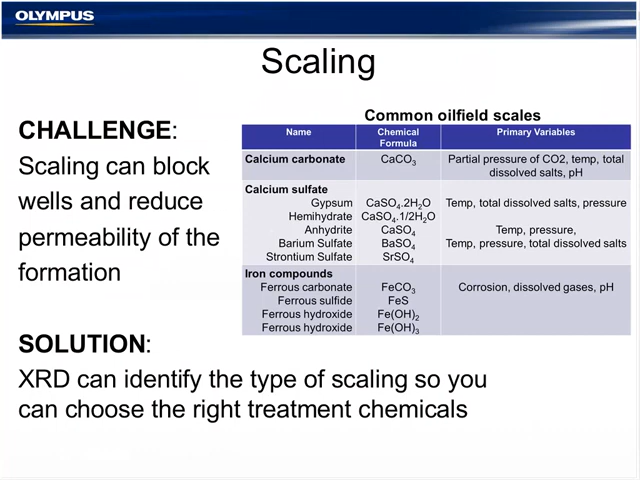 OLYMPUS
Scaling
CHALLENGE:
Scaling can block
wells and reduce
permeability of the
formation
Common oilfield scales
Name Chemical Formula Primary Variables
Calcium carbonate CaCO3 Partial pressure of CO2, temp, total
dissolved salts, pH
Calcium sulfate
Gypsum CaSO4.2H2O Temp, total dissolved salts, pressure
Hemihydrate CaSO4.1/2H2O
Anhydrite CaSO4 Temp, pressure,
Barium Sulfate BaSO4 Temp, pressure, total dissolved salts
Strontium Sulfate SrSO4
Iron compounds
Ferrous carbonate FeCO3 Corrosion, dissolved gases, pH
Ferrous sulfide FeS
Ferrous hydroxide Fe(OH)2
Ferrous hydroxide Fe(OH)3
SOLUTION:
XRD can identify the type of scaling so you
can choose the right treatment chemicals